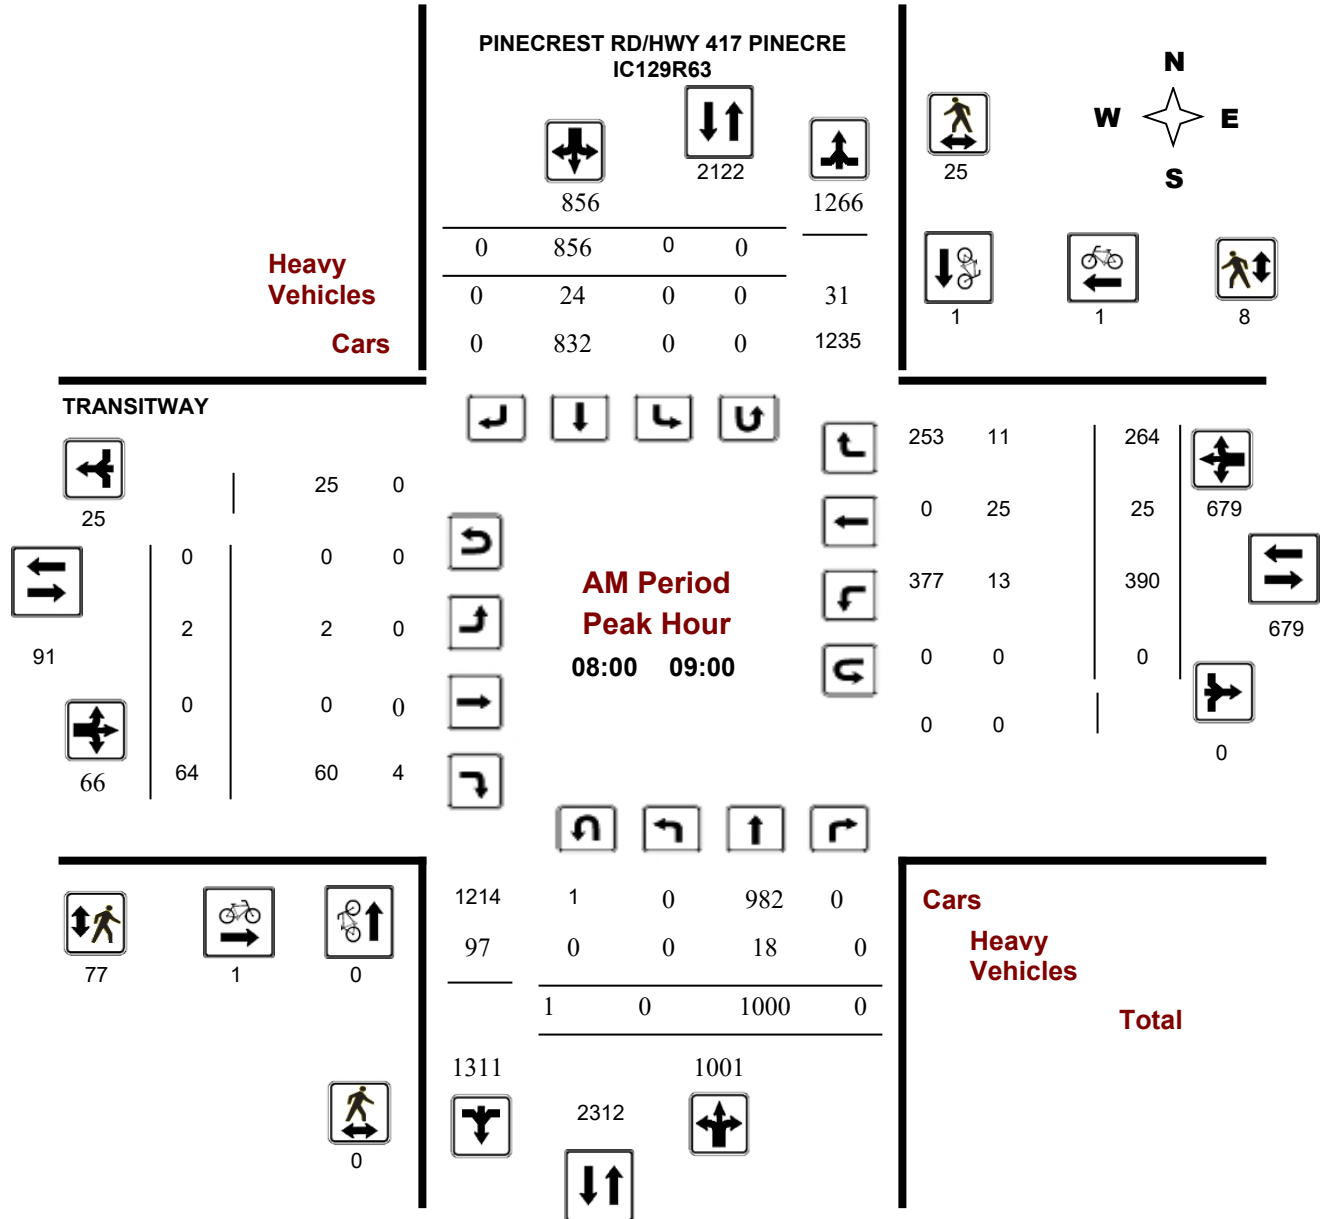 PINECREST RD/HWY 417 PINECRE
IC129R63
N
W E
S
2122
25
856 1266
0 856 0 0
Heavy
Vehicles
0 24 0 0 31
1 1 8
Cars
0 832 0 0 1235
TRANSITWAY
253 11 264
25 0
25
0 25 25 679
0 0 0
AM Period
377 13 390
Peak Hour
2 2 0
679
91
08:00 09:00
0 0 0
0 0 0
0 0
0
66 64 60 4
1214 1 0 982 0
Cars
97 0 0 18 0
Heavy
Vehicles
77 1 0
1 0 1000 0
Total
1311 1001
2312
0